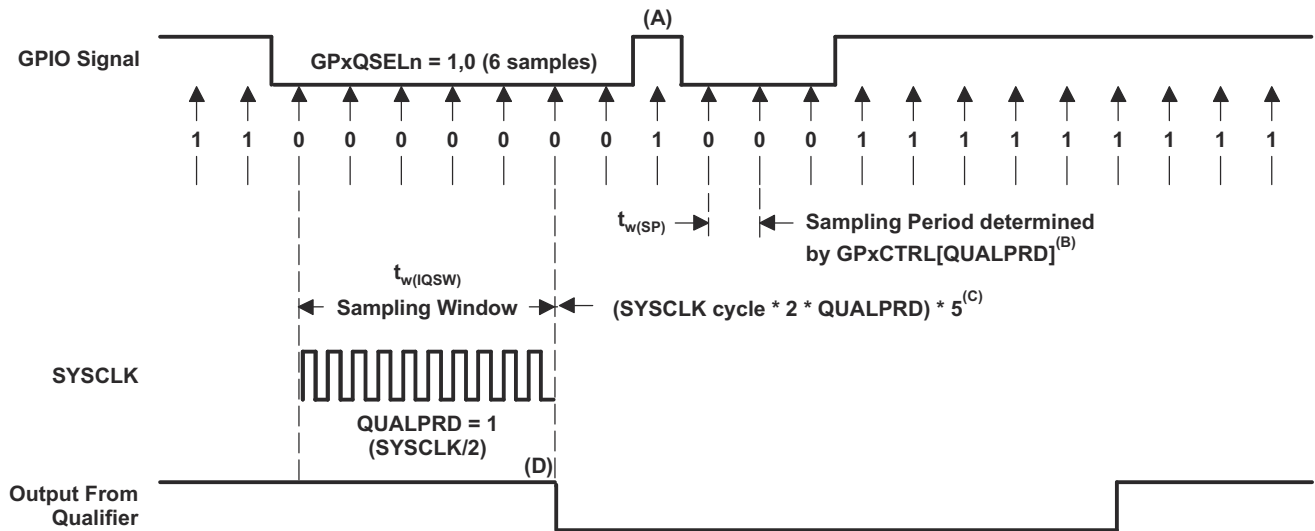 (A)
GPIO Signal
GPxQSELn = 1,0 (6 samples)
1 1 0 0 0 0 0 0 0 1 0 0 0 1 1 1 1 1 1 1 1 1
tw(SP)
Sampling Period determined
by GPxCTRL[QUALPRD](B)
tw(IQSW)
Sampling Window
(SYSCLK cycle * 2 * QUALPRD) * 5(C)
SYSCLK
QUALPRD = 1
(SYSCLK/2)
(D)
Output From
Qualifier